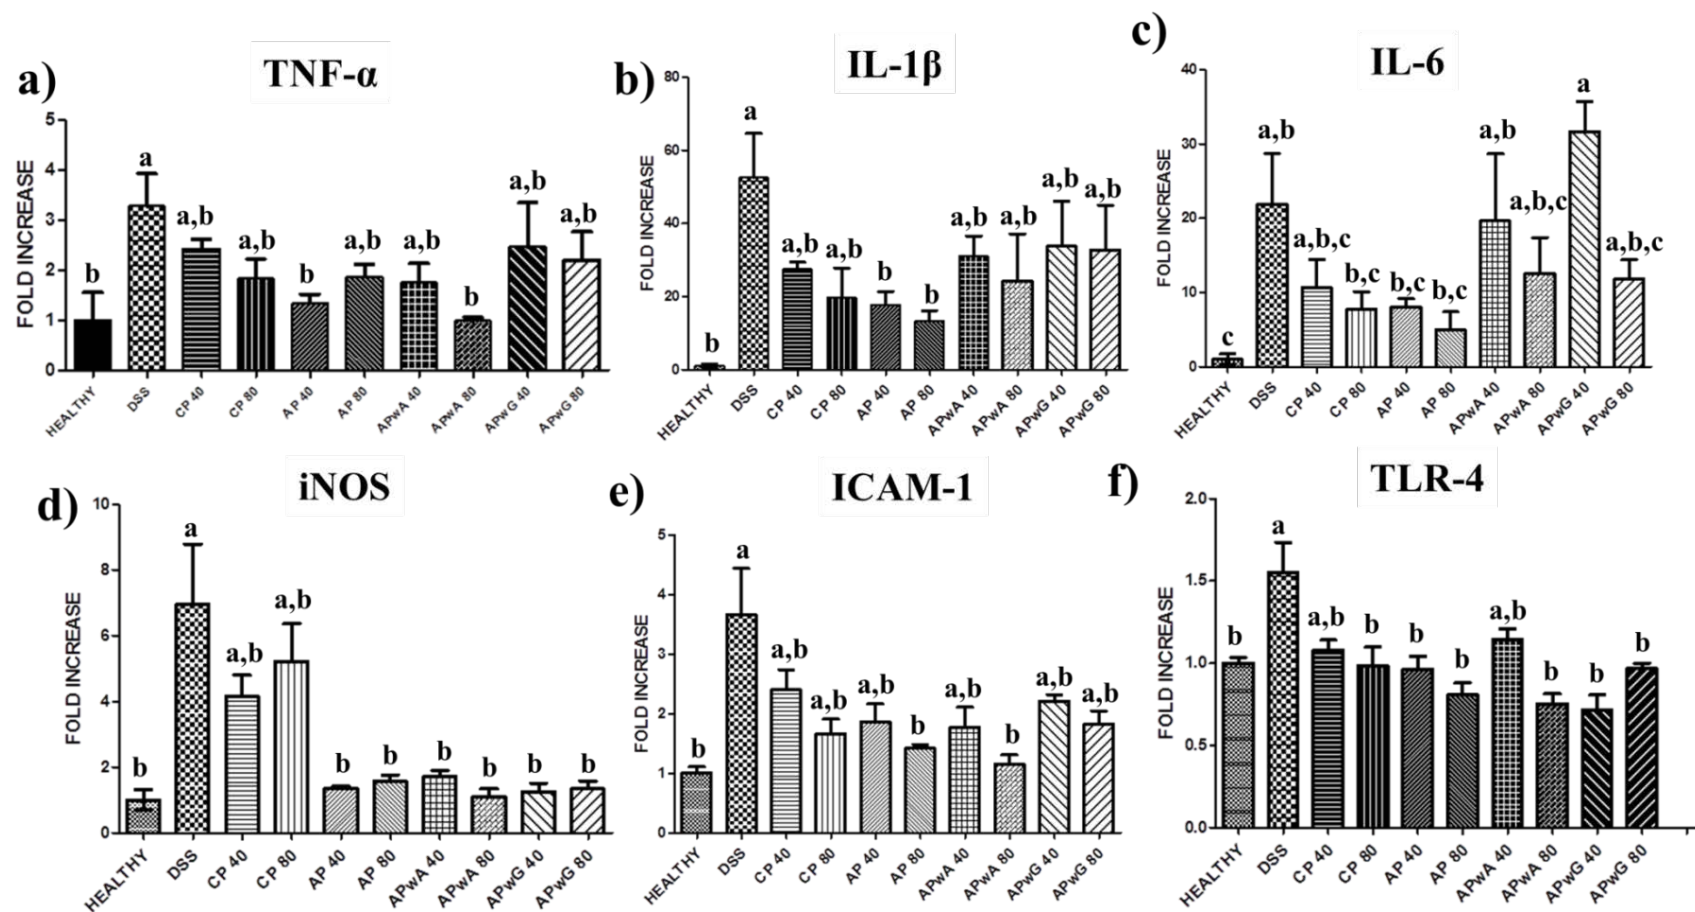 a)
TNF-α
FOLD INCREASE
5
4
3
2
1
0
b
a
a,b
a,b
b
a,b
a,b
b
a,b
a,b
HEALTHY
DSS
CP 40
CP 80
AP 40
AP 80
APwA 40
APwA 80
APwG 40
APwG 80
b)
IL-1β
FOLD INCREASE
80
60
40
20
0
b
a
a,b
a,b
b
b
a,b
a,b
a,b
a,b
HEALTHY
DSS
CP 40
CP 80
AP 40
AP 80
APwA 40
APwA 80
APwG 40
APwG 80
c)
IL-6
FOLD INCREASE
40
30
20
10
0
c
a,b
a,b,c
b,c
b,c
b,c
a,b
a,b,c
a
a,b,c
HEALTHY
DSS
CP 40
CP 80
AP 40
AP 80
APwA 40
APwA 80
APwG 40
APwG 80
d)
iNOS
FOLD INCREASE
10
8
6
4
2
0
b
a
a,b
a,b
b
b
b
b
b
b
HEALTHY
DSS
CP 40
CP 80
AP 40
AP 80
APwA 40
APwA 80
APwG 40
APwG 80
e)
ICAM-1
FOLD INCREASE
5
4
3
2
1
0
b
a
a,b
a,b
a,b
b
a,b
b
a,b
a,b
HEALTHY
DSS
CP 40
CP 80
AP 40
AP 80
APwA 40
APwA 80
APwG 40
APwG 80
f)
TLR-4
FOLD INCREASE
2.0
1.5
1.0
0.5
0.0
b
a
a,b
b
b
b
a,b
b
b
b
HEALTHY
DSS
CP 40
CP 80
AP 40
AP 80
APwA 40
APwA 80
APwG 40
APwG 80